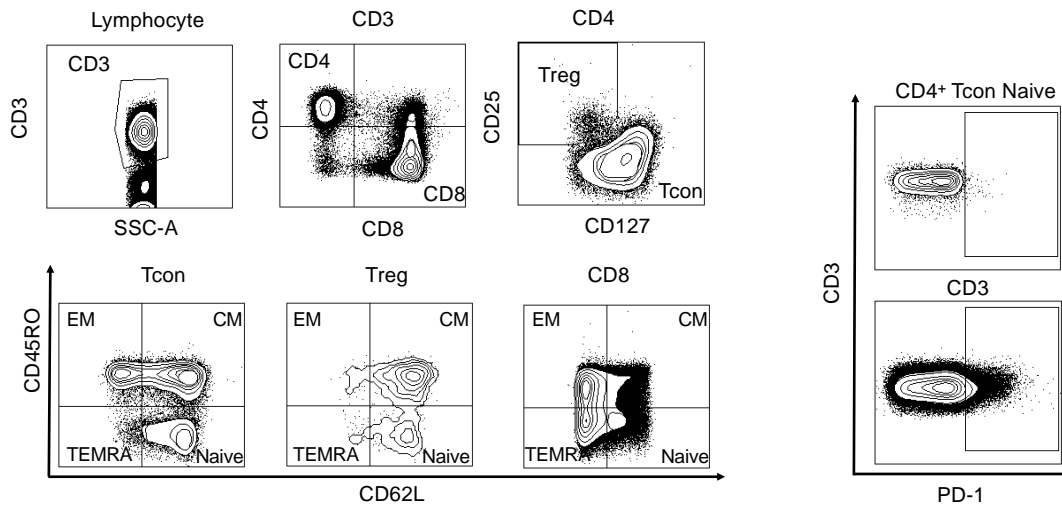 Lymphocyte
CD3
CD3
SSC-A
CD3
CD4
CD4
CD8
CD8
CD4
CD25
Treg
Tcon
CD127
CD45RO
Tcon
EM
CM
TEMRA
Naive
Treg
EM
CM
TEMRA
Naive
CD8
EM
CM
TEMRA
Naive
CD62L
CD4+ Tcon Naive
CD3
CD3
PD-1